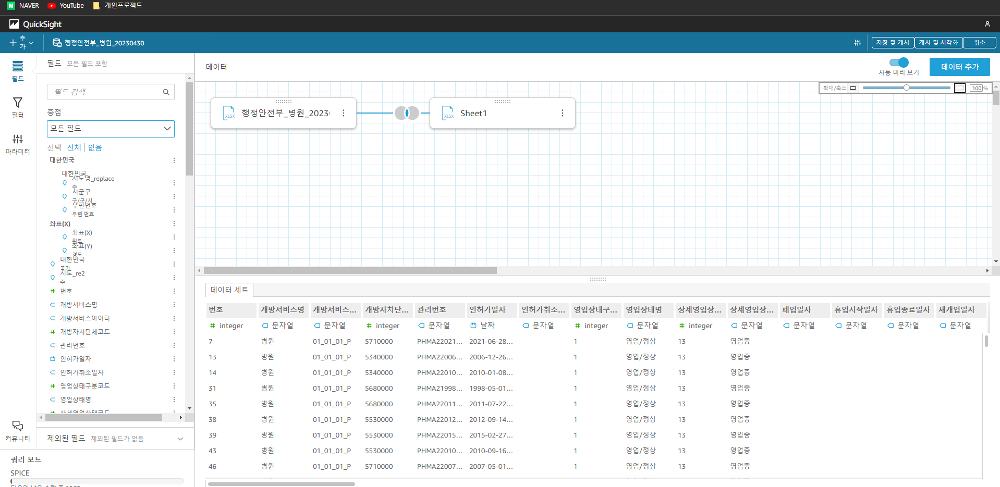 NAVER YouTube 개인프로젝트
QuickSight
추가 행정안전부_병원_20230430 저장 및 게시 게시 및 시각화 취소
필드
필터
파라미터
커뮤니티
필드 모든 필드 포함
필드 검색
중점
모든 필드
선택 전체 없음
대한민국
대한민국
시도명_replace
주
시군구
구/군/시
우편번호
우편 번호
좌표(X)
좌표(X)
위도
좌표(Y)
경도
대한민국
국가
시도_re2
주
번호
개방서비스명
개방서비스아이디
개방자치단체코드
관리번호
인허가일자
인허가취소일자
영업상태구분코드
영업상태명
상세영업상태코드
제외된 필드 제외된 필드가 없음
쿼리 모드
SPICE
데이터
자동 미리 보기
데이터 추가
확대/축소 100 %
XLSX 행정안전부_병원_2023
XLSX Sheet1
데이터 세트
번호 개방서비스명 개방서비스... 개방자치단... 관리번호 인허가일자 인허가취소... 영업상태구... 영업상태명 상세영업상... 상세영업상... 폐업일자 휴업시작일자 휴업종료일자 재개업일자
integer 문자열 문자열 integer 문자열 날짜 문자열 integer 문자열 integer 문자열 문자열 문자열 문자열 문자열
7 병원 01_01_01_P 5710000 PHMA22021... 2021-06-28... 1 영업/정상 13 영업중
13 병원 01_01_01_P 5340000 PHMA22006... 2006-12-26... 1 영업/정상 13 영업중
14 병원 01_01_01_P 5340000 PHMA22010... 2010-01-08... 1 영업/정상 13 영업중
31 병원 01_01_01_P 5680000 PHMA21998... 1998-05-01... 1 영업/정상 13 영업중
35 병원 01_01_01_P 5680000 PHMA22011... 2011-07-22... 1 영업/정상 13 영업중
38 병원 01_01_01_P 5530000 PHMA22012... 2012-09-14... 1 영업/정상 13 영업중
39 병원 01_01_01_P 5530000 PHMA22015... 2015-02-27... 1 영업/정상 13 영업중
43 병원 01_01_01_P 5530000 PHMA22010... 2010-09-16... 1 영업/정상 13 영업중
46 병원 01_01_01_P 5710000 PHMA22007... 2007-05-01... 1 영업/정상 13 영업중